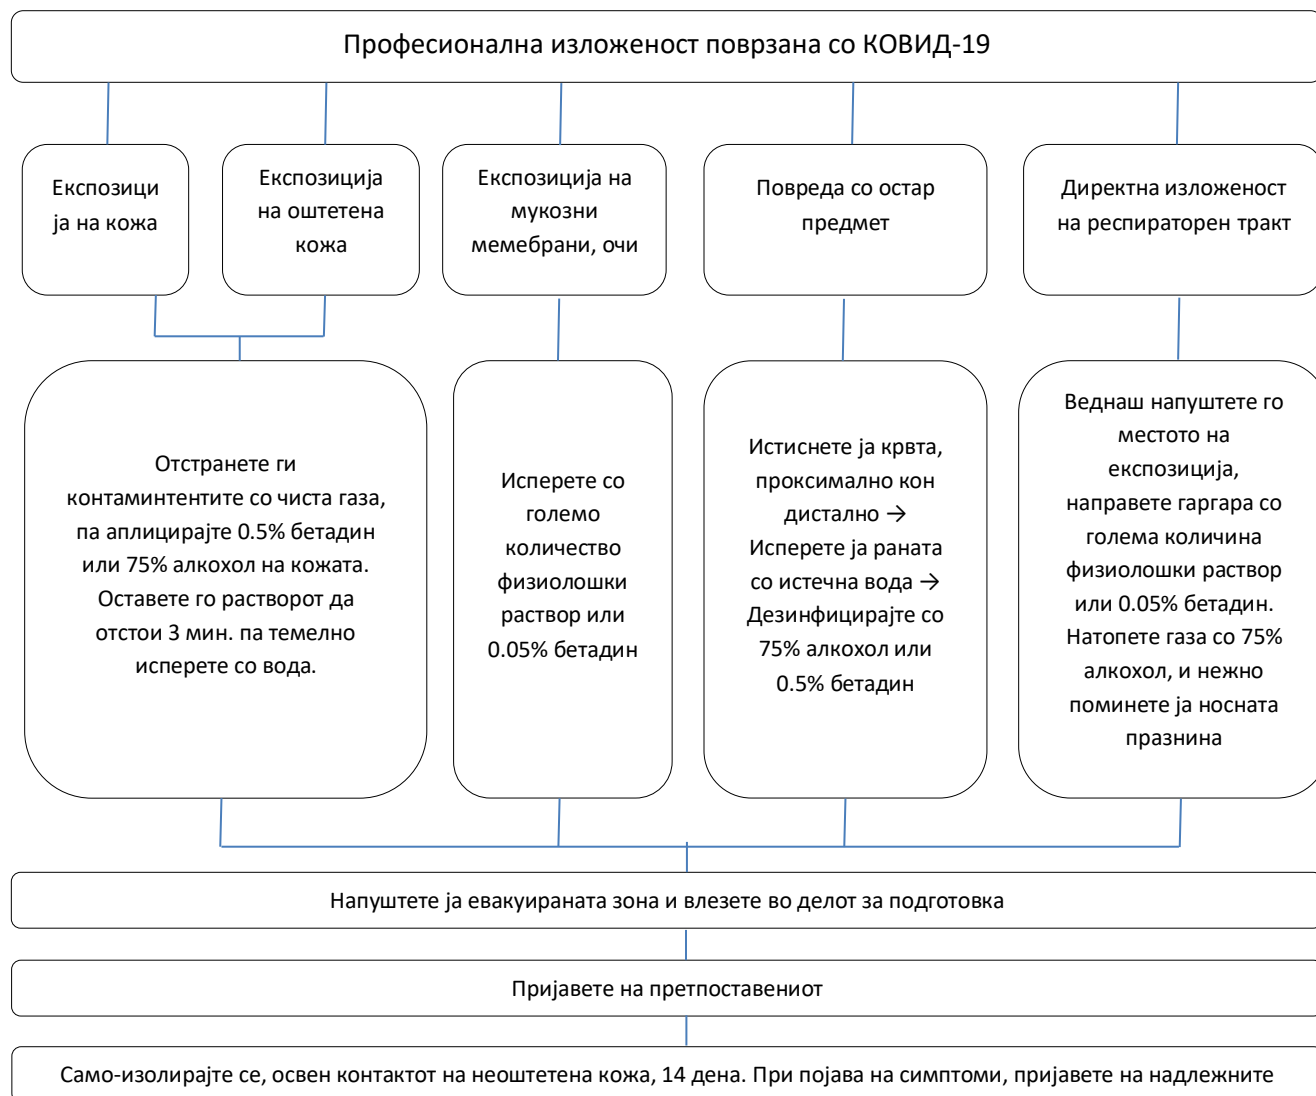 Професионална изложеност поврзана со КОВИД-19
Експозици
ја на кожа
Експозиција
на оштетена
кожа
Експозиција на
мукозни
мемебрани, очи
Повреда со остар
предмет
Директна изложеност
на респираторен тракт
Отстранете ги
контаминтентите со чиста газа,
па аплицирајте 0.5% бетадин
или 75% алкохол на кожата.
Оставете го растворот да
отстои 3 мин. па темелно
исперете со вода.
Исперете со
големо
количество
физиолошки
раствор или
0.05% бетадин
Истиснете ја крвта,
проксимално кон
дистално →
Исперете ја раната
со истечна вода →
Дезинфицирајте со
75% алкохол или
0.5% бетадин
Веднаш напуштете го
местото на
експозиција,
направете гаргара со
голема количина
физиолошки раствор
или 0.05% бетадин.
Натопете газа со 75%
алкохол, и нежно
поминете ја носната
празнина
Напуштете ја евакуираната зона и влезете во делот за подготовка
Пријавете на претпоставениот
Само-изолирајте се, освен контактот на неоштетена кожа, 14 дена. При појава на симптоми, пријавете на надлежните